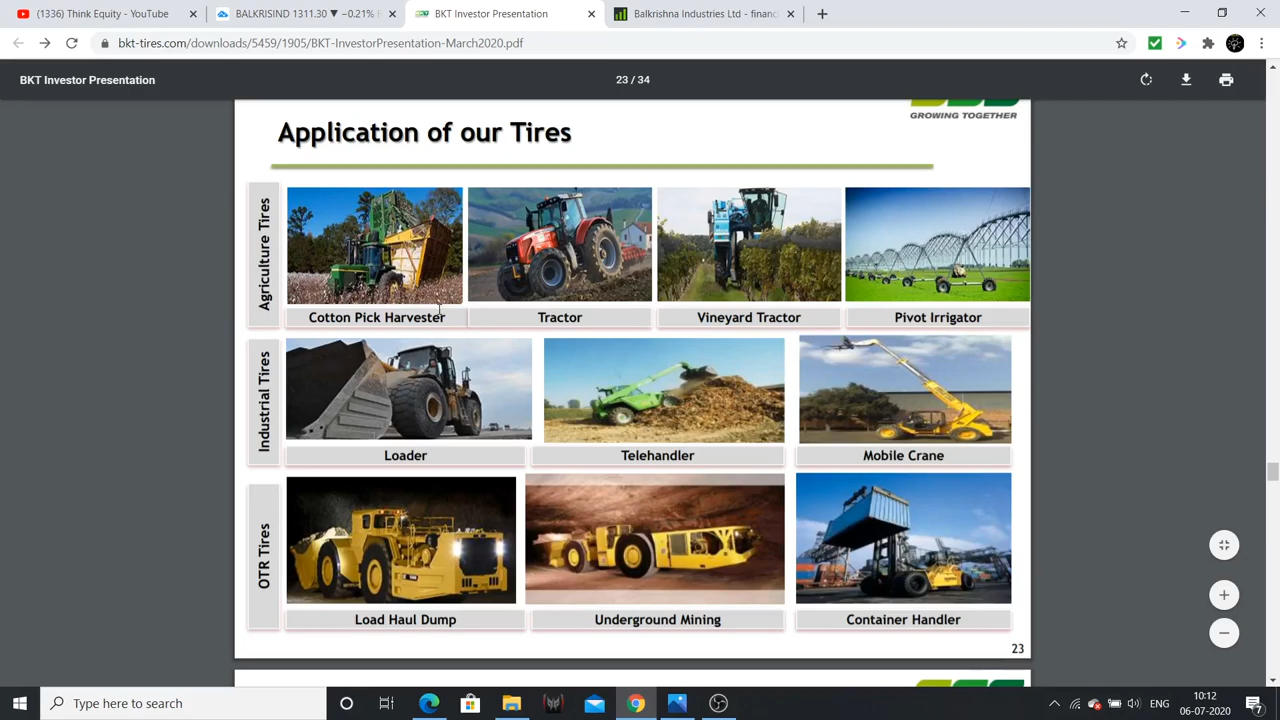 (1336) Think Equity - YouTube
BALKRISIND 1311.30 ▼ −0.21% B
BKT Investor Presentation
Balkrishna Industries Ltd - financ
bkt-tires.com/downloads/5459/1905/BKT-InvestorPresentation-March2020.pdf
BKT Investor Presentation
23 / 34
GROWING TOGETHER
Application of our Tires
Agriculture Tires
Cotton Pick Harvester
Tractor
Vineyard Tractor
Pivot Irrigator
Industrial Tires
Loader
Telehandler
Mobile Crane
OTR Tires
Load Haul Dump
Underground Mining
Container Handler
23
Type here to search
ENG
10:12
06-07-2020
7